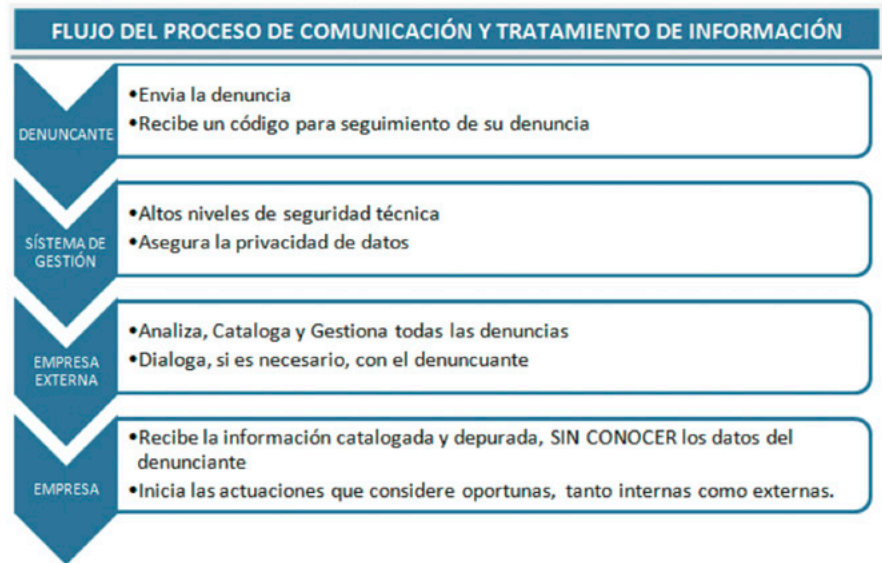 FLUJO DEL PROCESO DE COMUNICACIÓN Y TRATAMIENTO DE INFORMACIÓN
DENUNCANTE
•Envia la denuncia
•Recibe un código para seguimiento de su denuncia
SÍSTEMA DE
GESTIÓN
•Altos niveles de seguridad técnica
•Asegura la privacidad de datos
EMPRESA
EXTERNA
•Analiza, Cataloga y Gestiona todas las denuncias
•Dialoga, si es necesario, con el denuncuante
EMPRESA
•Recibe la información catalogada y depurada, SIN CONOCER los datos del
denunciante
•Inicia las actuaciones que considere oportunas, tanto internas como externas.